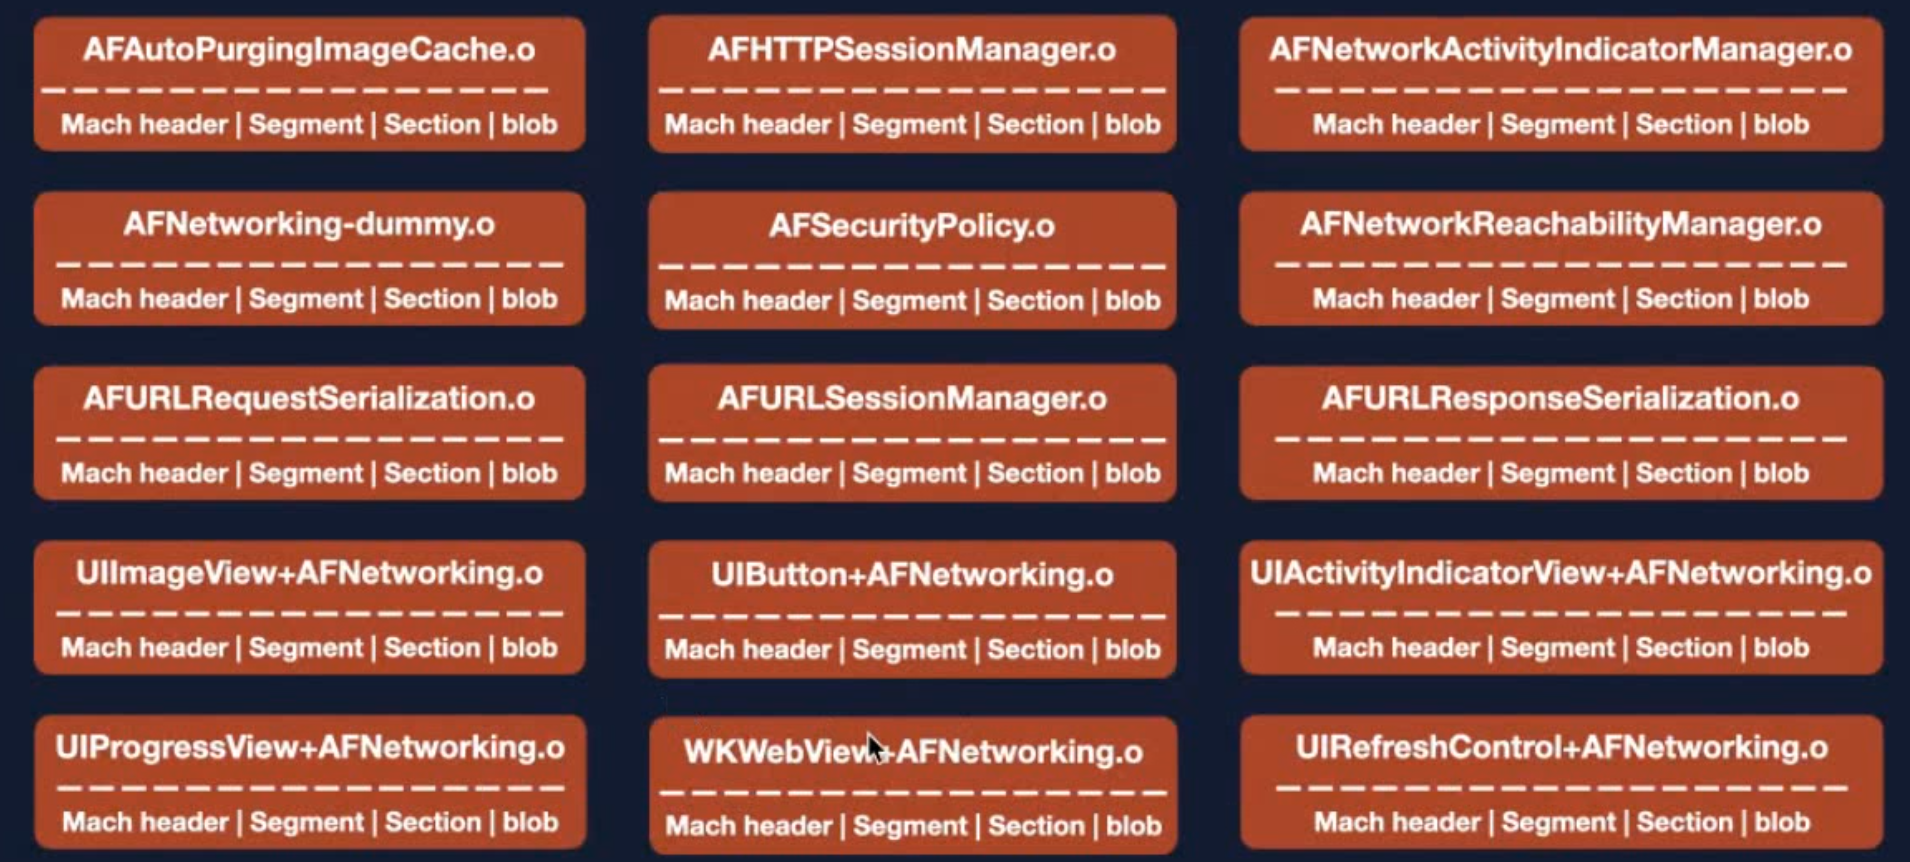 AFAutoPurgingImageCache.o
Mach header | Segment | Section | blob
AFHTTPSessionManager.o
Mach header | Segment | Section | blob
AFNetworkActivityIndicatorManager.o
Mach header | Segment | Section | blob
AFNetworking-dummy.o
Mach header | Segment | Section | blob
AFSecurityPolicy.o
Mach header | Segment | Section | blob
AFNetworkReachabilityManager.o
Mach header | Segment | Section | blob
AFURLRequestSerialization.o
Mach header | Segment | Section | blob
AFURLSessionManager.o
Mach header | Segment | Section | blob
AFURLResponseSerialization.o
Mach header | Segment | Section | blob
UIImageView+AFNetworking.o
Mach header | Segment | Section | blob
UIButton+AFNetworking.o
Mach header | Segment | Section | blob
UIActivityIndicatorView+AFNetworking.o
Mach header | Segment | Section | blob
UIProgressView+AFNetworking.o
Mach header | Segment | Section | blob
WKWebView+AFNetworking.o
Mach header | Segment | Section | blob
UIRefreshControl+AFNetworking.o
Mach header | Segment | Section | blob